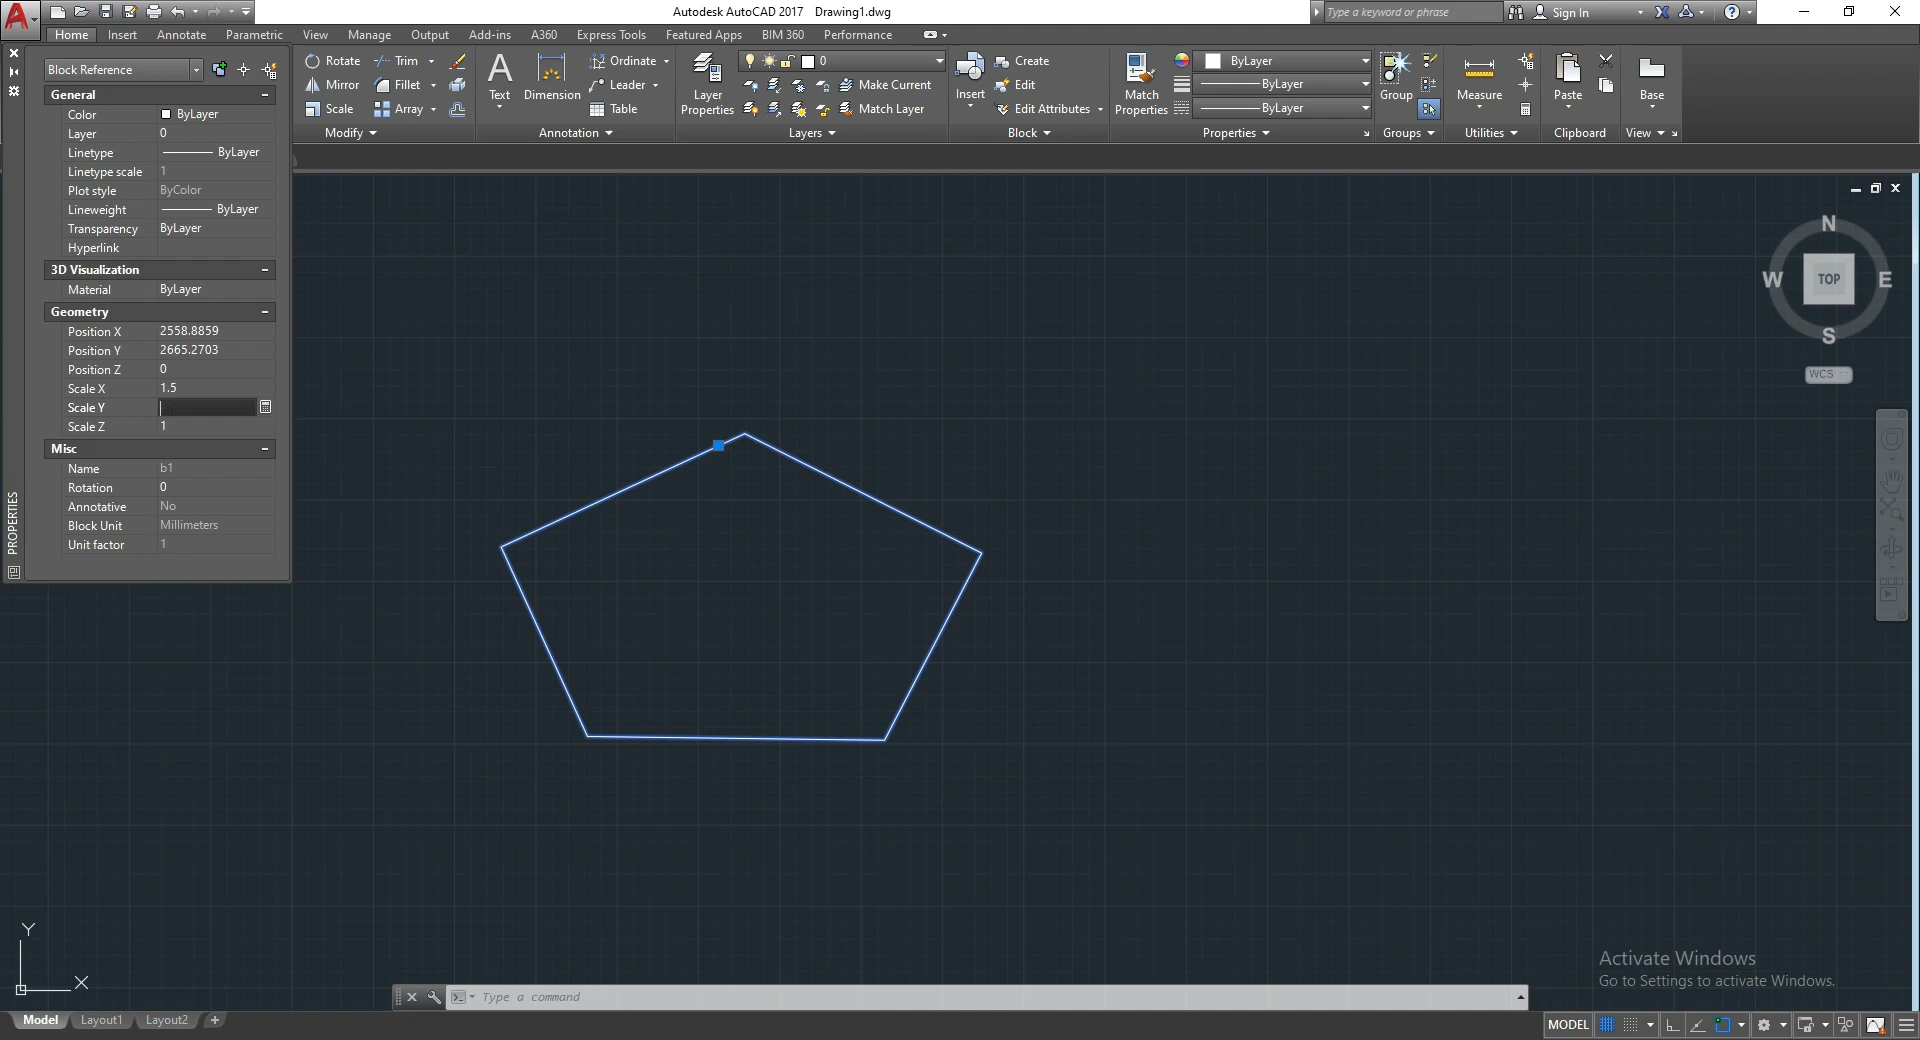 Autodesk AutoCAD 2017 Drawing1.dwg
Type a keyword or phrase
Sign In
Home Insert Annotate Parametric View Manage Output Add-ins A360 Express Tools Featured Apps BIM 360 Performance
Rotate Trim
Mirror Fillet
Scale Array
Modify
Text Dimension
Ordinate
Leader
Table
Annotation
Layer Properties
0
Make Current
Match Layer
Layers
Insert
Create
Edit
Edit Attributes
Block
Match Properties
ByLayer
ByLayer
ByLayer
Properties
Group
Groups
Measure
Utilities
Paste
Clipboard
Base
View
Block Reference
General
Color ByLayer
Layer 0
Linetype ByLayer
Linetype scale 1
Plot style ByColor
Lineweight ByLayer
Transparency ByLayer
Hyperlink
3D Visualization
Material ByLayer
Geometry
Position X 2558.8859
Position Y 2665.2703
Position Z 0
Scale X 1.5
Scale Y
Scale Z 1
Misc
Name b1
Rotation 0
Annotative No
Block Unit Millimeters
Unit factor 1
PROPERTIES
N
W TOP E
S
WCS
Y
X
Activate Windows
Go to Settings to activate Windows.
Type a command
Model Layout1 Layout2 +
MODEL